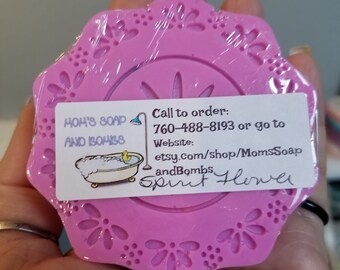 MOM'S SOAP
AND BOMBS
Call to order:
760-488-8193 or go to
Website:
etsy.com/shop/MomsSoap
andBombs
Spirit Flower